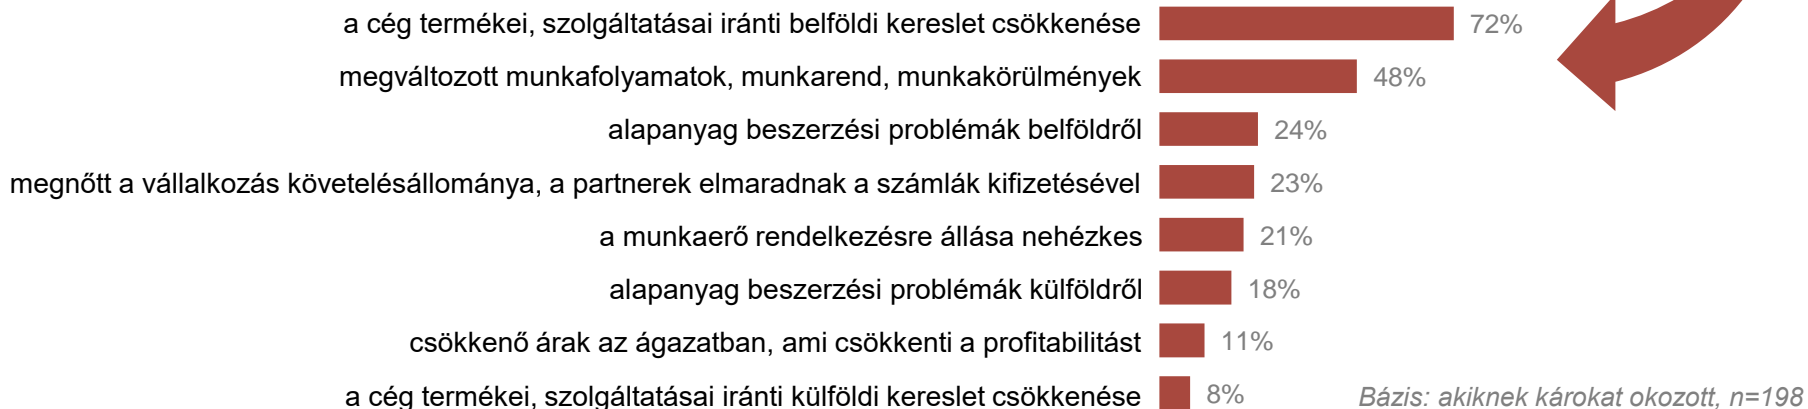 a cég termékei, szolgáltatásai iránti belföldi kereslet csökkenése 72%
megváltozott munkafolyamatok, munkarend, munkakörülmények 48%
alapanyag beszerzési problémák belföldről 24%
megnőtt a vállalkozás követelésállománya, a partnerek elmaradnak a számlák kifizetésével 23%
a munkaerő rendelkezésre állása nehézkes 21%
alapanyag beszerzési problémák külföldről 18%
csökkenő árak az ágazatban, ami csökkenti a profitabilitást 11%
a cég termékei, szolgáltatásai iránti külföldi kereslet csökkenése 8% Bázis: akiknek károkat okozott, n=198